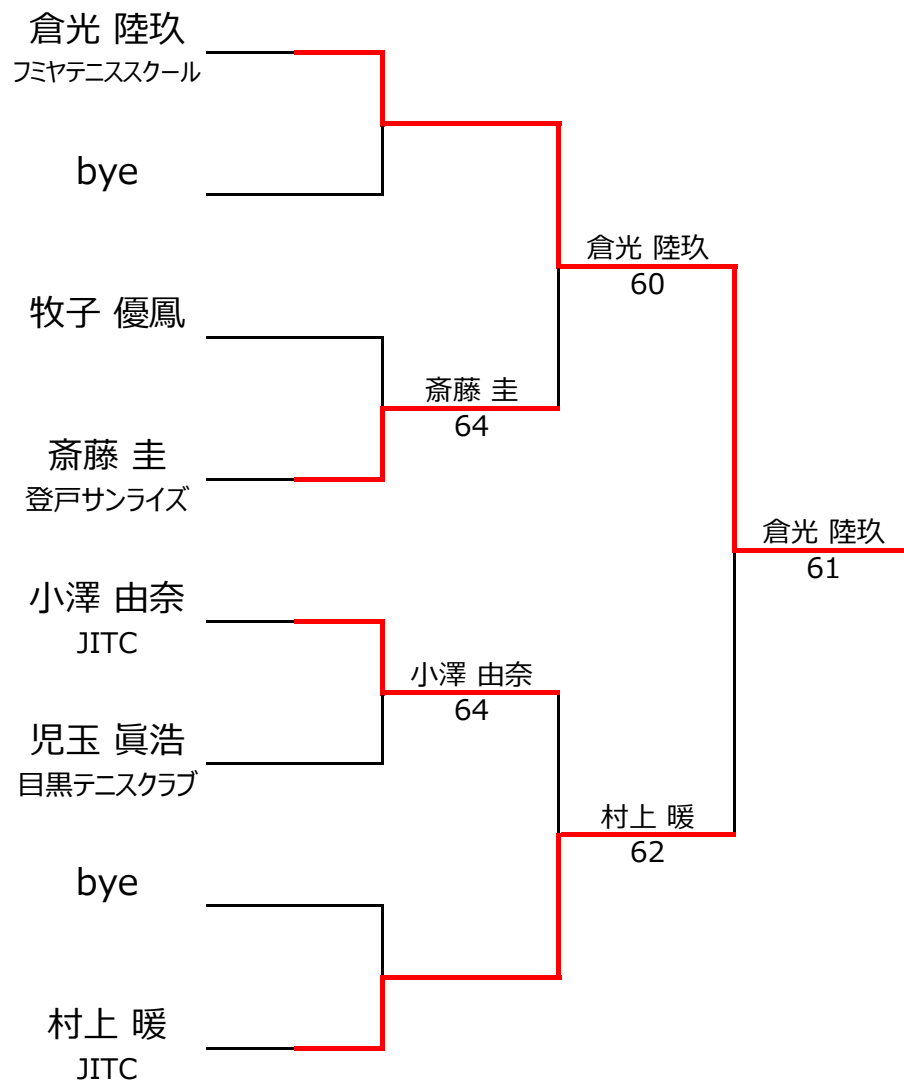 倉光 陸玖
フミヤテニススクール
bye
牧子 優鳳
斎藤 圭
登戸サンライズ
小澤 由奈
JITC
児玉 眞浩
目黒テニスクラブ
bye
村上 暖
JITC
斎藤 圭
64
小澤 由奈
64
倉光 陸玖
60
村上 暖
62
倉光 陸玖
61